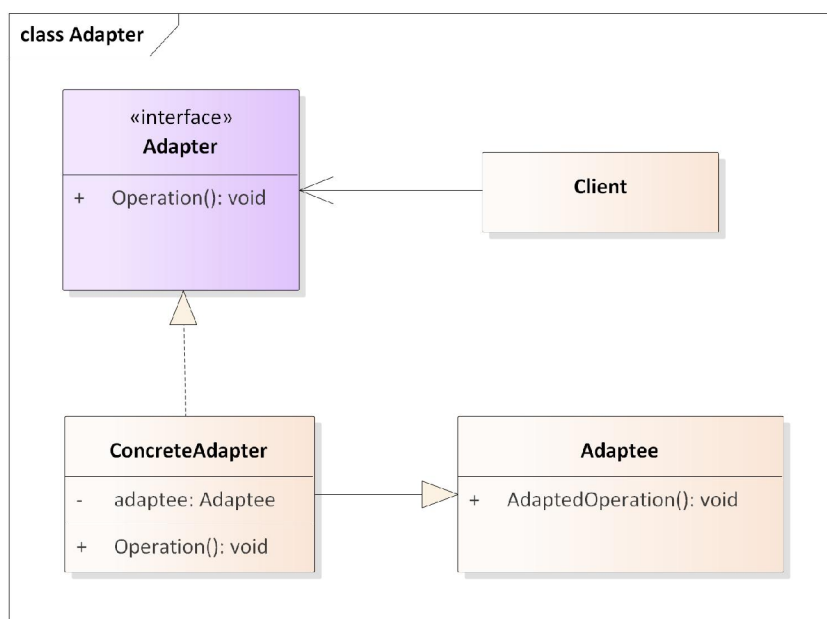 class Adapter
«interface»
Adapter
+ Operation(): void
Client
ConcreteAdapter
- adaptee: Adaptee
+ Operation(): void
Adaptee
+ AdaptedOperation(): void